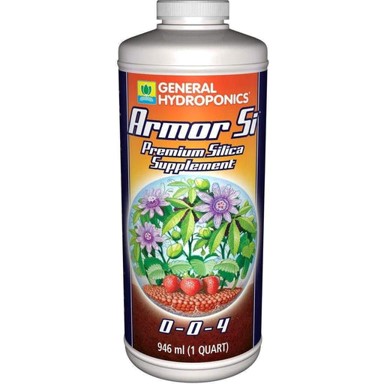 GENERAL
HYDROPONICS®
Armor Si
Premium Silica
Supplement
0-0-4
946 ml (1 QUART)